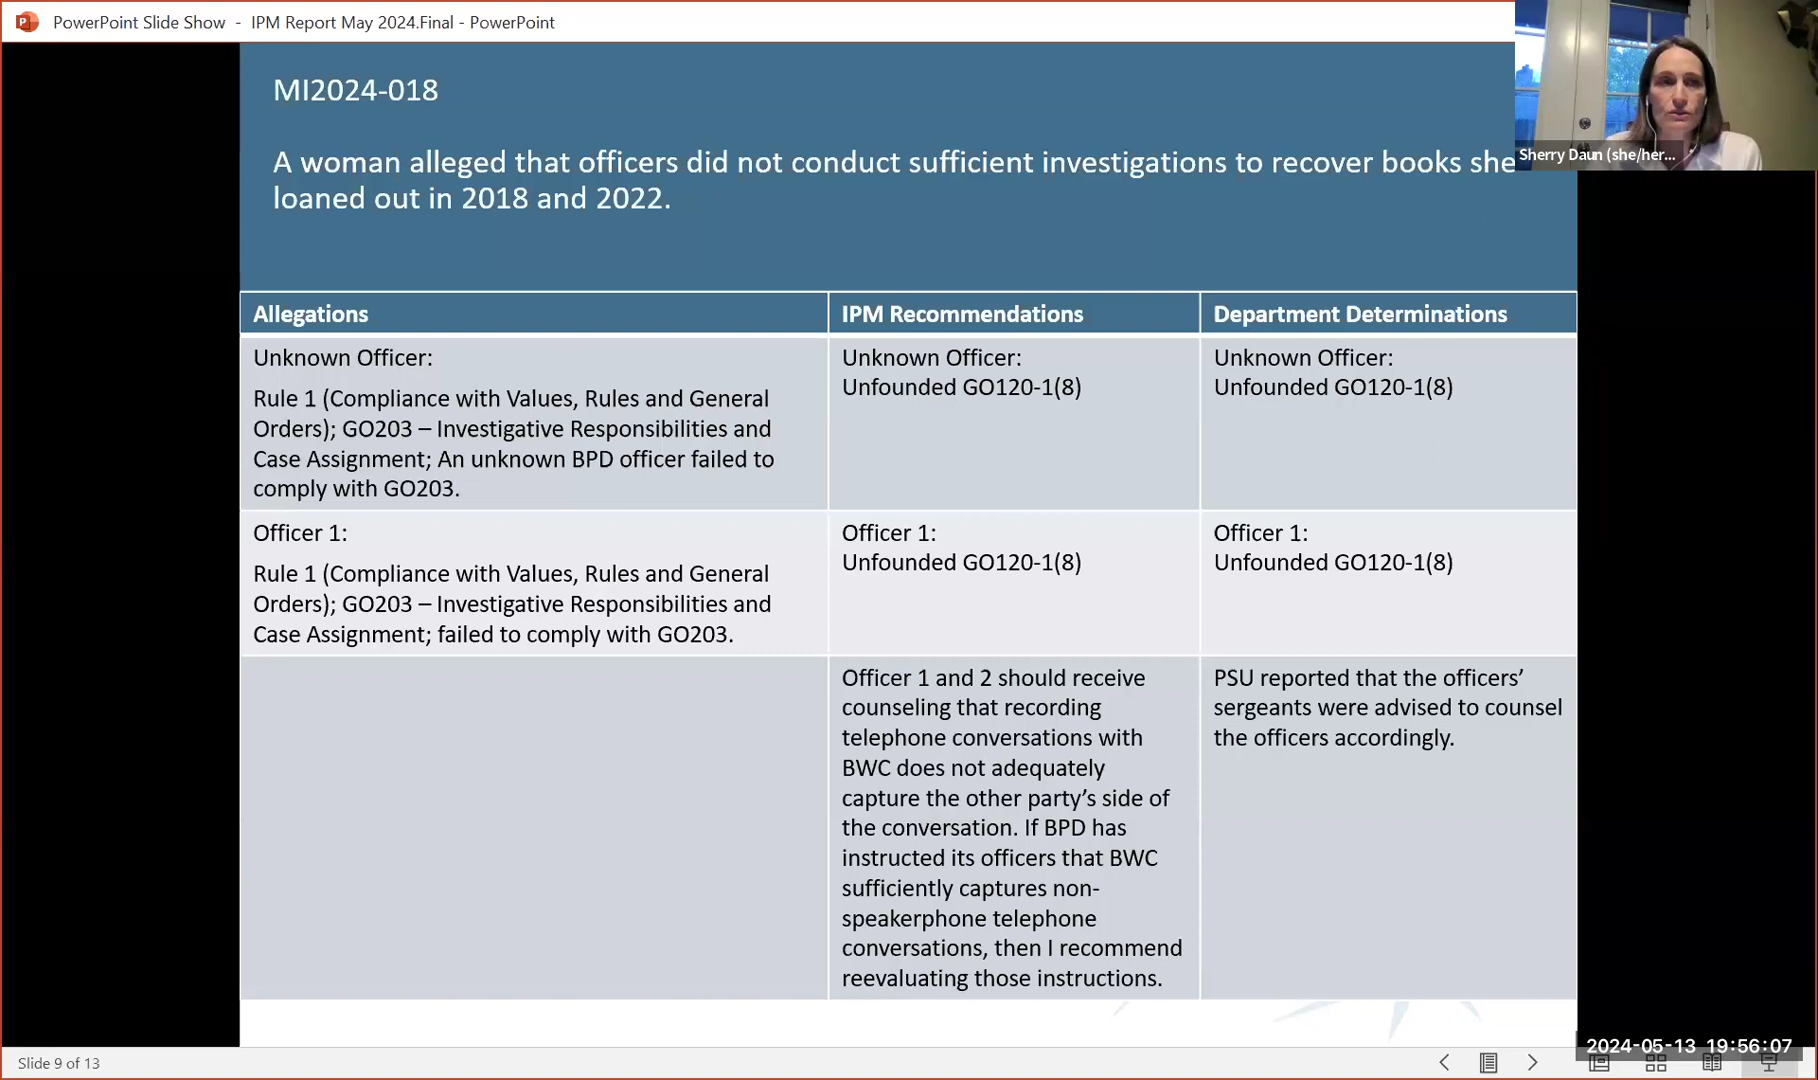 PowerPoint Slide Show - IPM Report May 2024.Final - PowerPoint
Sherry Daun (she/her...
MI2024-018
A woman alleged that officers did not conduct sufficient investigations to recover books she
loaned out in 2018 and 2022.
Allegations
IPM Recommendations
Department Determinations
Unknown Officer:
Rule 1 (Compliance with Values, Rules and General
Orders); GO203 – Investigative Responsibilities and
Case Assignment; An unknown BPD officer failed to
comply with GO203.
Unknown Officer:
Unfounded GO120-1(8)
Unknown Officer:
Unfounded GO120-1(8)
Officer 1:
Rule 1 (Compliance with Values, Rules and General
Orders); GO203 – Investigative Responsibilities and
Case Assignment; failed to comply with GO203.
Officer 1:
Unfounded GO120-1(8)
Officer 1:
Unfounded GO120-1(8)
Officer 1 and 2 should receive
counseling that recording
telephone conversations with
BWC does not adequately
capture the other party’s side of
the conversation. If BPD has
instructed its officers that BWC
sufficiently captures non-
speakerphone telephone
conversations, then I recommend
reevaluating those instructions.
PSU reported that the officers’
sergeants were advised to counsel
the officers accordingly.
Slide 9 of 13
2024-05-13 19:56:07